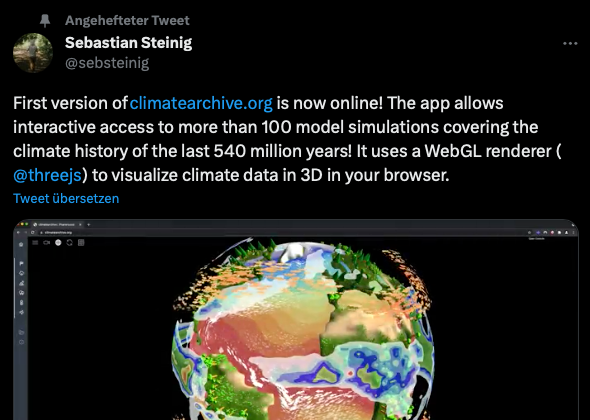 Angehefteter Tweet
Sebastian Steinig
@sebsteinig
First version of climatearchive.org is now online! The app allows
interactive access to more than 100 model simulations covering the
climate history of the last 540 million years! It uses a WebGL renderer (
@threejs) to visualize climate data in 3D in your browser.
Tweet übersetzen
climatearchive.org